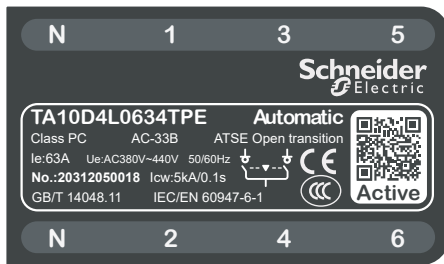 N 1 3 5
Schneider
Electric
TA10D4L0634TPE Automatic
Class PC AC-33B ATSE Open transition
Ie:63A Ue:AC380V~440V 50/60Hz
No.:20312050018 Icw:5kA/0.1s
GB/T 14048.11 IEC/EN 60947-6-1
CE
CCC
Active
N 2 4 6